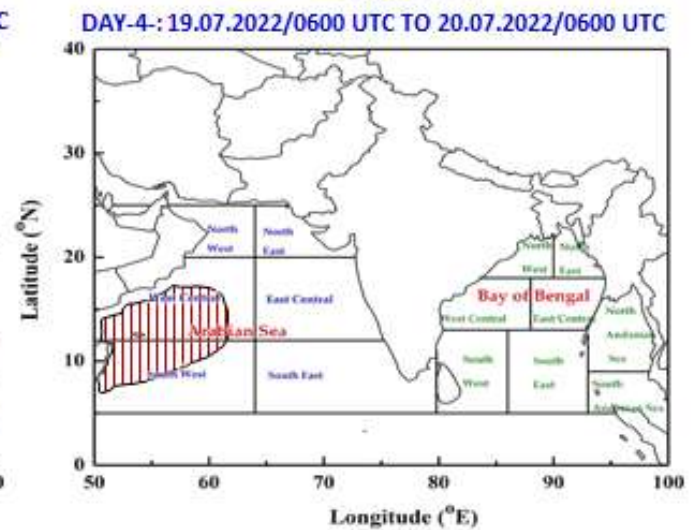 C
DAY-4-: 19.07.2022/0600 UTC TO 20.07.2022/0600 UTC
40
30
20
10
0
0
Latitude (°N)
North
West
North
East
West Central
East Central
Arabian Sea
South West
South East
North
West
North
East
Bay of Bengal
West Central
East Central
South
West
South
East
North
Andaman
Sea
South
Andaman Sea
50 60 70 80 90 100
Longitude (°E)